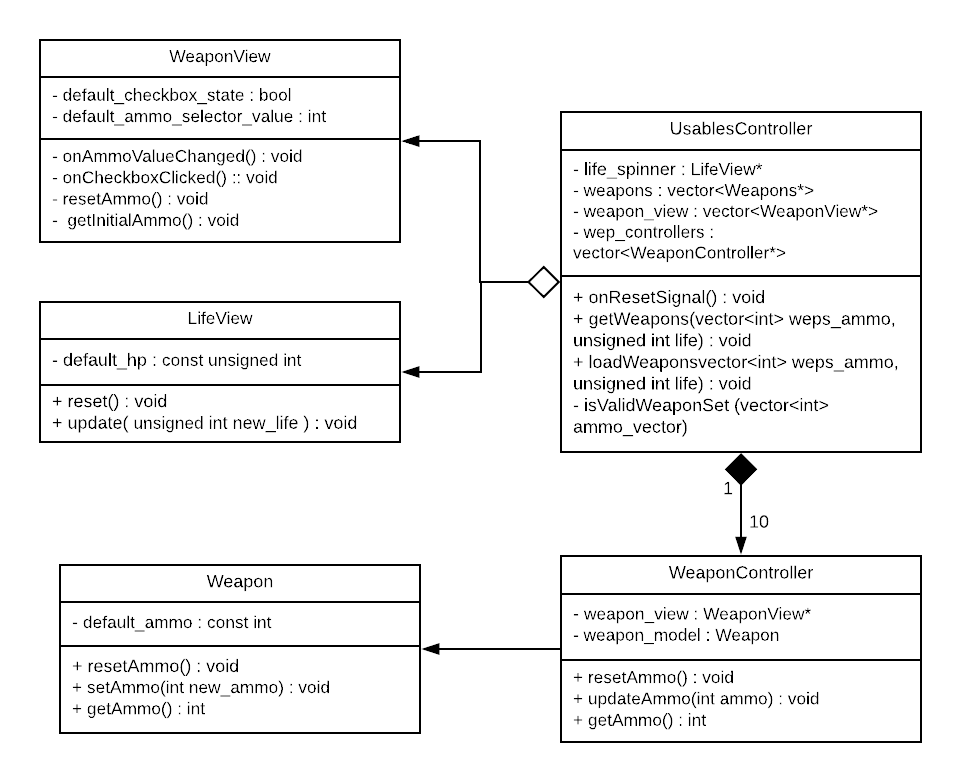 WeaponView
- default_checkbox_state : bool
- default_ammo_selector_value : int
- onAmmoValueChanged() : void
- onCheckboxClicked() :: void
- resetAmmo() : void
- getInitialAmmo() : void
LifeView
- default_hp : const unsigned int
+ reset() : void
+ update( unsigned int new_life ) : void
UsablesController
- life_spinner : LifeView*
- weapons : vector<Weapons*>
- weapon_view : vector<WeaponView*>
- wep_controllers :
vector<WeaponController*>
+ onResetSignal() : void
+ getWeapons(vector<int> weps_ammo,
unsigned int life) : void
+ loadWeaponsvector<int> weps_ammo,
unsigned int life) : void
- isValidWeaponSet (vector<int>
ammo_vector)
1
10
Weapon
- default_ammo : const int
+ resetAmmo() : void
+ setAmmo(int new_ammo) : void
+ getAmmo() : int
WeaponController
- weapon_view : WeaponView*
- weapon_model : Weapon
+ resetAmmo() : void
+ updateAmmo(int ammo) : void
+ getAmmo() : int